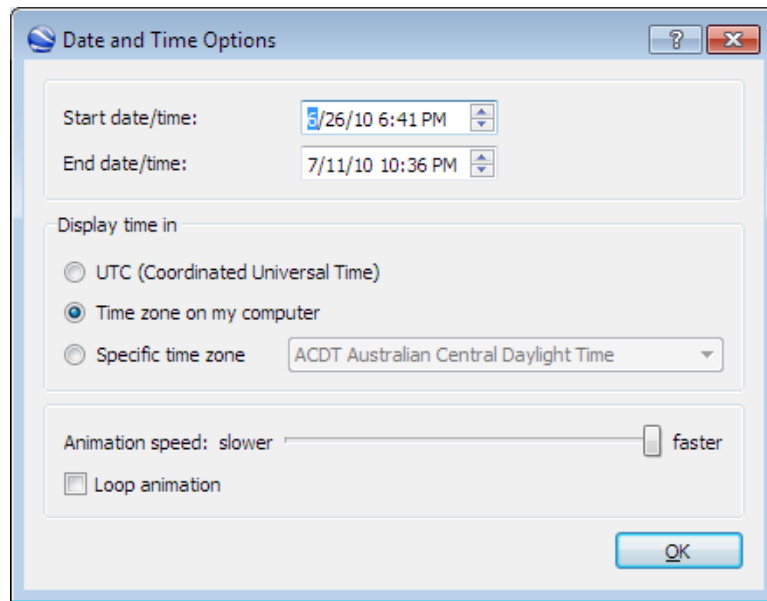 Date and Time Options
Start date/time: 6/26/10 6:41 PM
End date/time: 7/11/10 10:36 PM
Display time in
UTC (Coordinated Universal Time)
Time zone on my computer
Specific time zone ACDT Australian Central Daylight Time
Animation speed: slower faster
Loop animation
OK